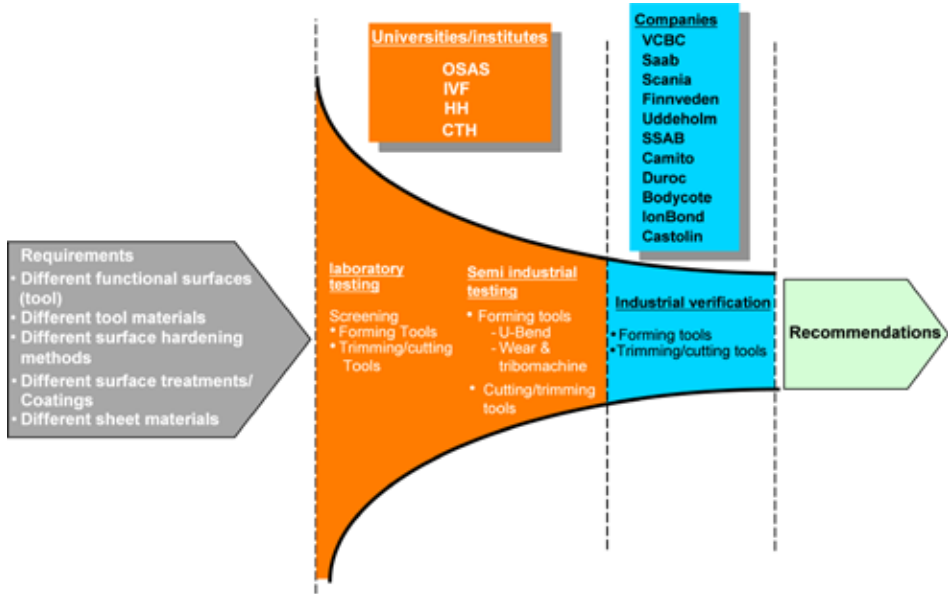 Universities/institutes
OSAS
IVF
HH
CTH
Companies
VCBC
Saab
Scania
Finnveden
Uddeholm
SSAB
Camito
Duroc
Bodycote
IonBond
Castolin
Requirements
• Different functional surfaces
(tool)
• Different tool materials
• Different surface hardening
methods
• Different surface treatments/
Coatings
• Different sheet materials
laboratory
testing
Screening
• Forming Tools
• Trimming/cutting
Tools
Semi industrial
testing
• Forming tools
- U-Bend
- Wear &
tribomachine
• Cutting/trimming
tools
Industrial verification
• Forming tools
• Trimming/cutting tools
Recommendations